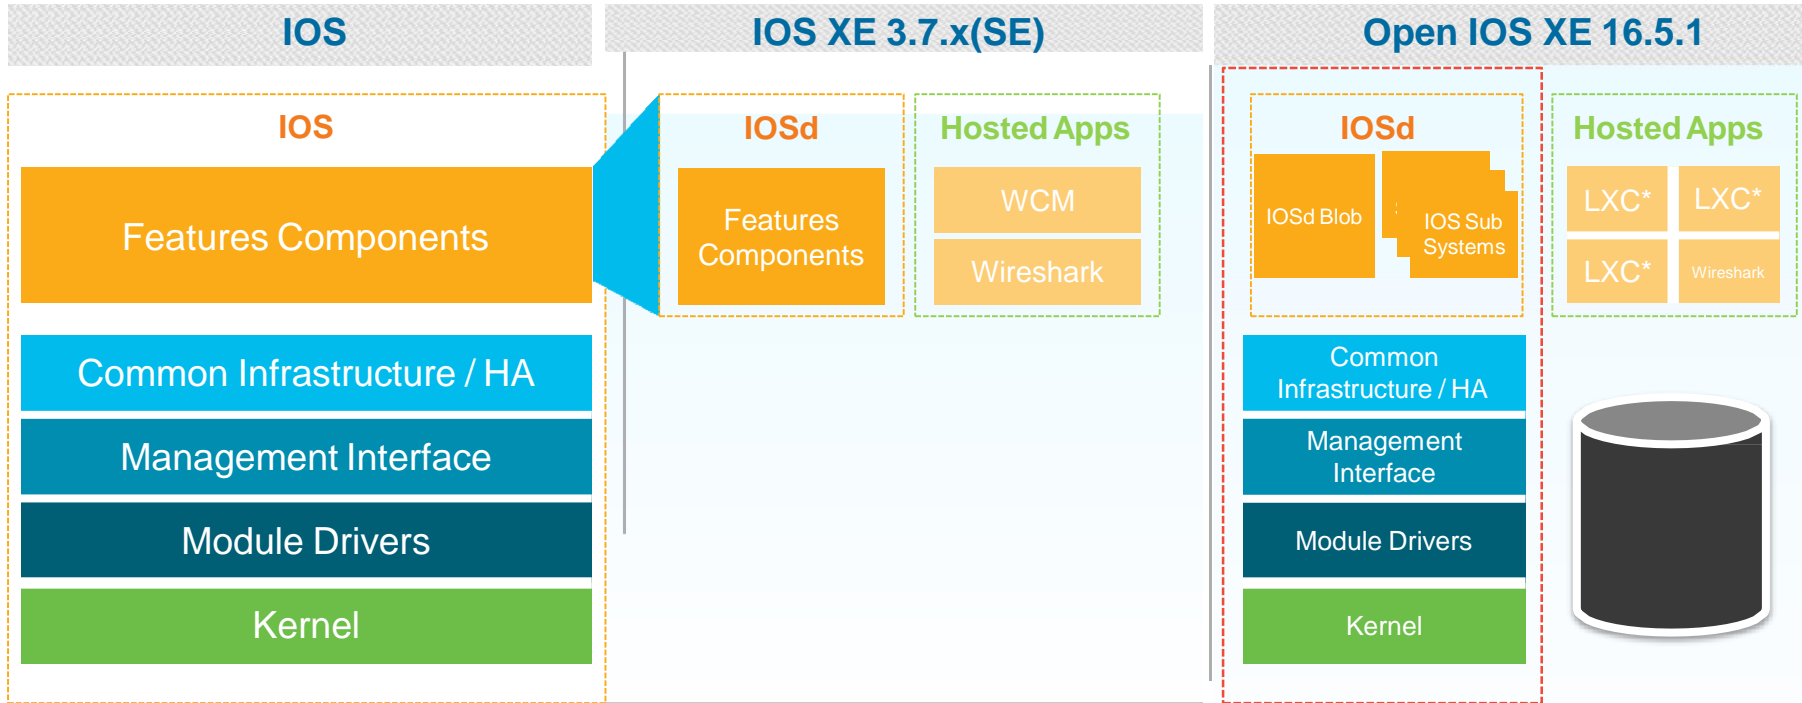 IOS
IOS
Features Components
Common Infrastructure / HA
Management Interface
Module Drivers
Kernel
IOS XE 3.7.x(SE)
IOSd
Features
Components
Hosted Apps
WCM
Wireshark
Open IOS XE 16.5.1
IOSd
IOSd Blob
IOS Sub
Systems
Hosted Apps
LXC*
LXC*
LXC*
Wireshark
Common
Infrastructure / HA
Management
Interface
Module Drivers
Kernel